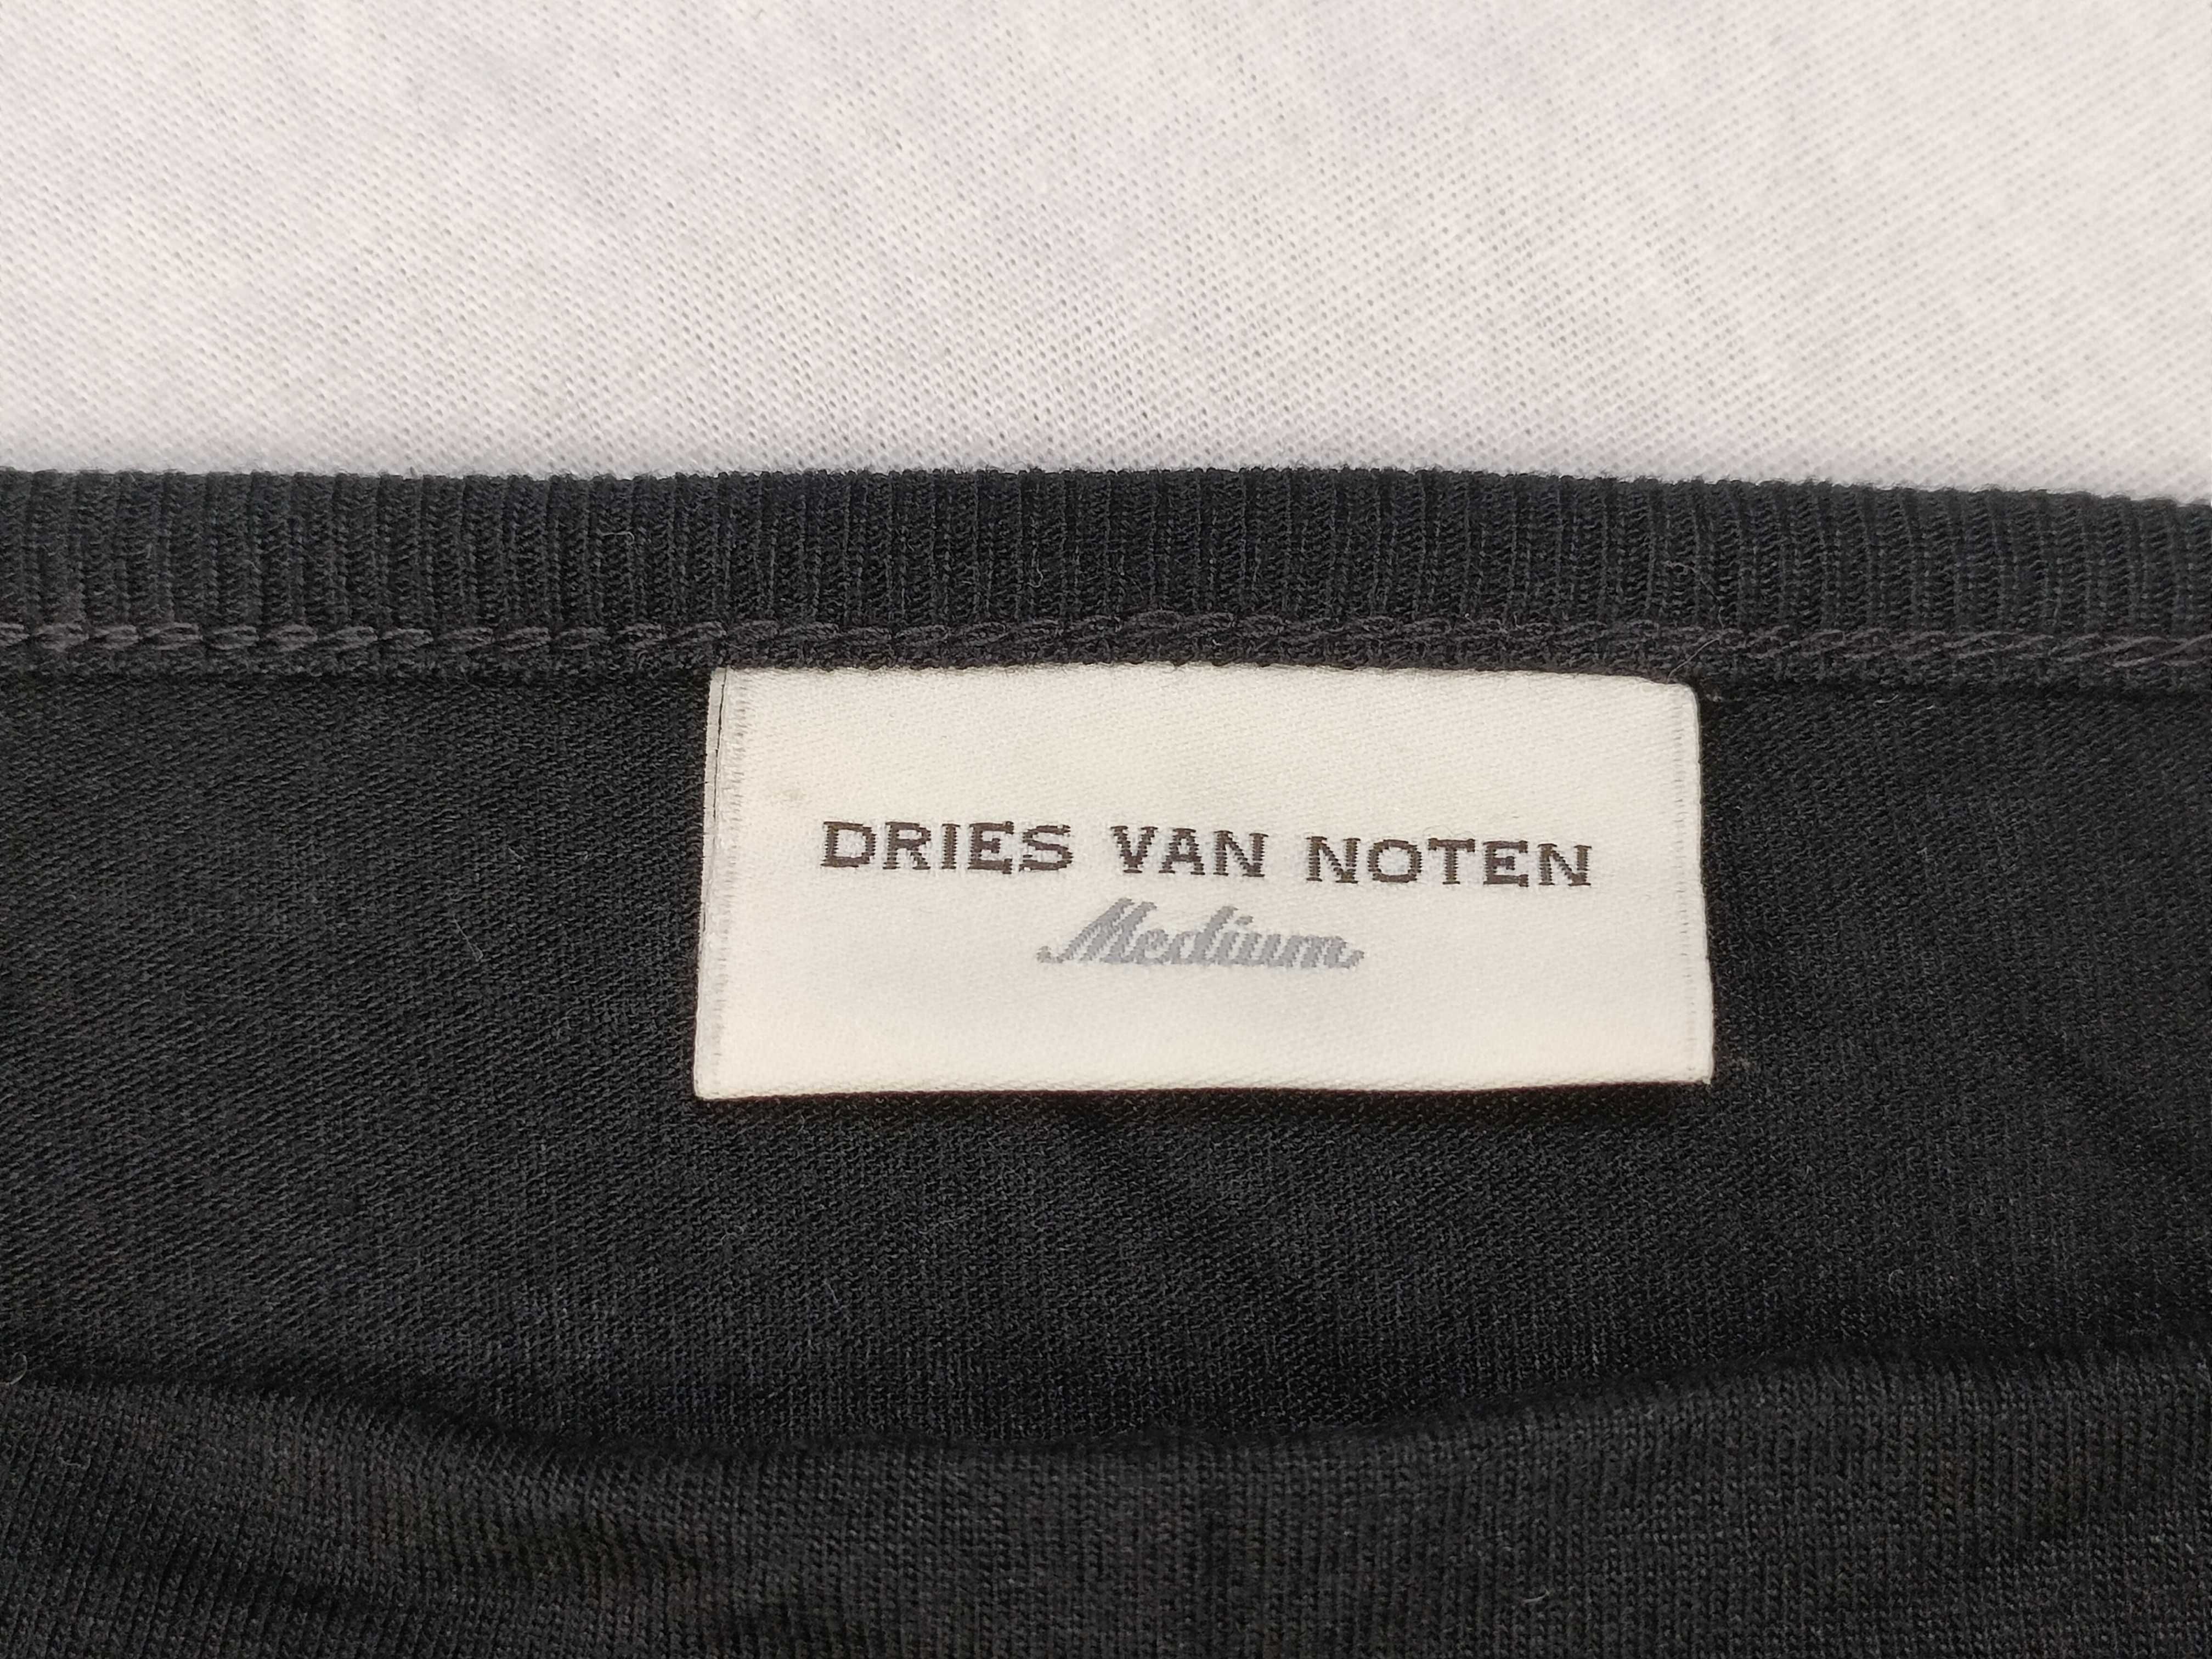 DRIES VAN NOTEN
Medium